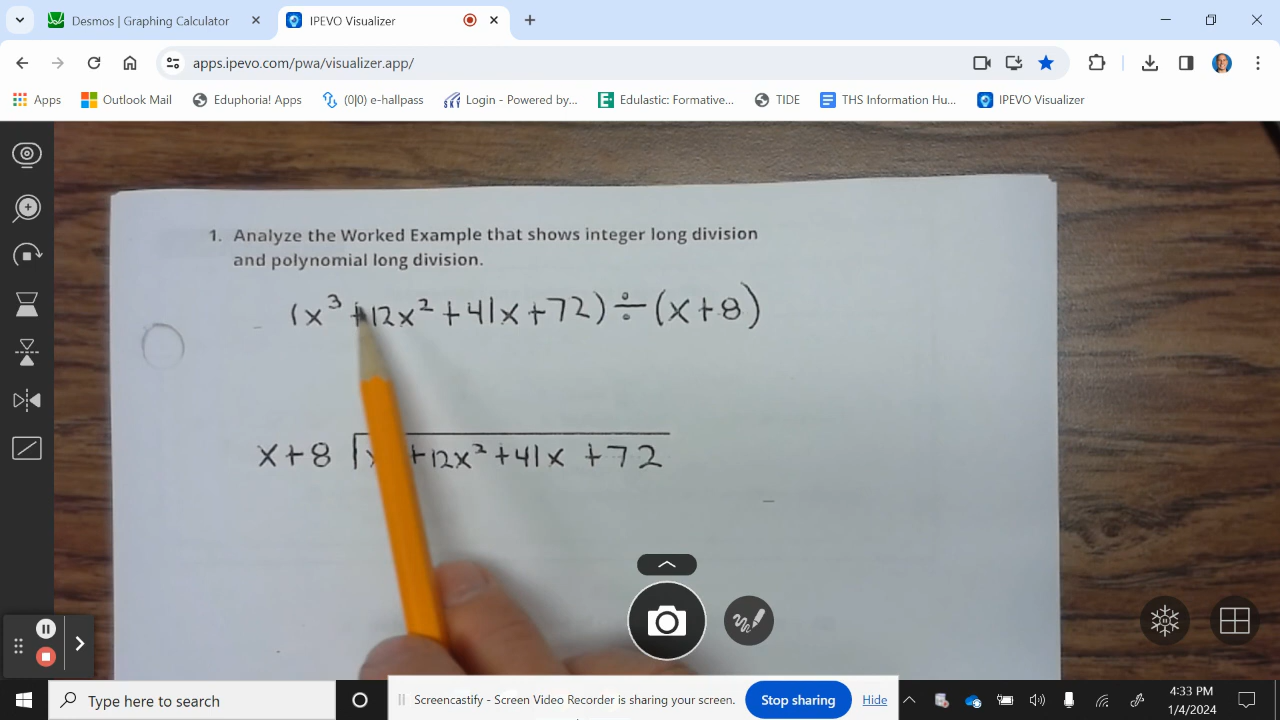 Desmos | Graphing Calculator
IPEVO Visualizer
apps.ipevo.com/pwa/visualizer.app/
Apps
Outlook Mail
Eduphoria! Apps
(0|0) e-hallpass
Login - Powered by...
Edulastic: Formative...
TIDE
THS Information Hu...
IPEVO Visualizer
1. Analyze the Worked Example that shows integer long division
and polynomial long division.
(x³ +12x² +41x +72) ÷ (x+8)
x+8 x +12x² +41x +72
Type here to search
Screencastify - Screen Video Recorder is sharing your screen.
Stop sharing
Hide
4:33 PM
1/4/2024